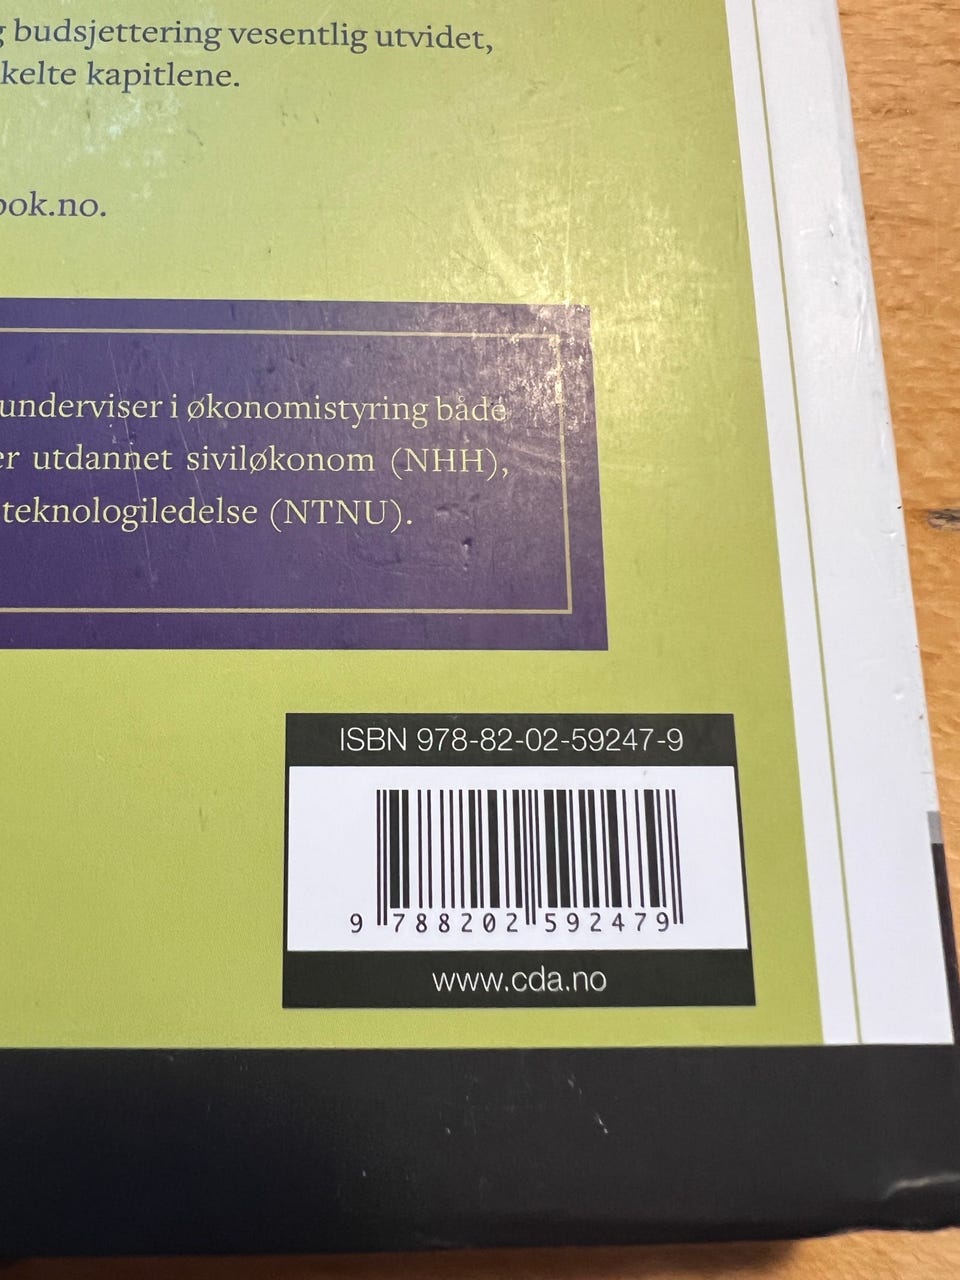 g budsjettering vesentlig utvidet,
kelte kapitlene.
ook.no.
underviser i økonomistyring både
er utdannet siviløkonom (NHH),
teknologiledelse (NTNU).
ISBN 978-82-02-59247-9
9 788202 592479
www.cda.no